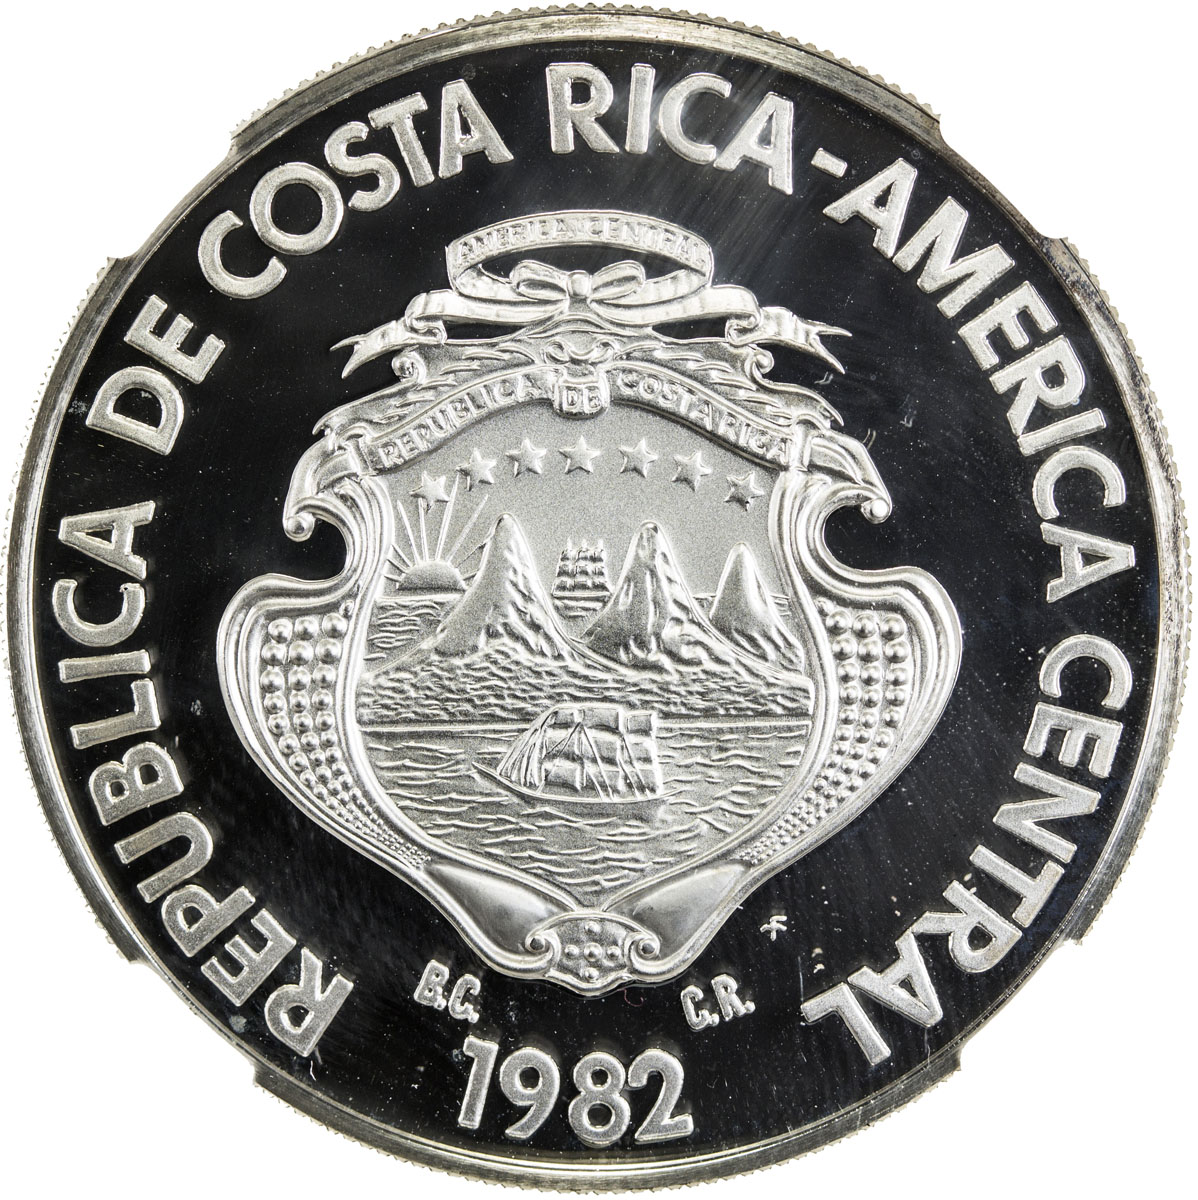 REPUBLICA DE COSTA RICA-AMERICA CENTRAL
AMERICA·CENTRAL
REPUBLICA DE COSTA RICA
B.C. C.R.
1982